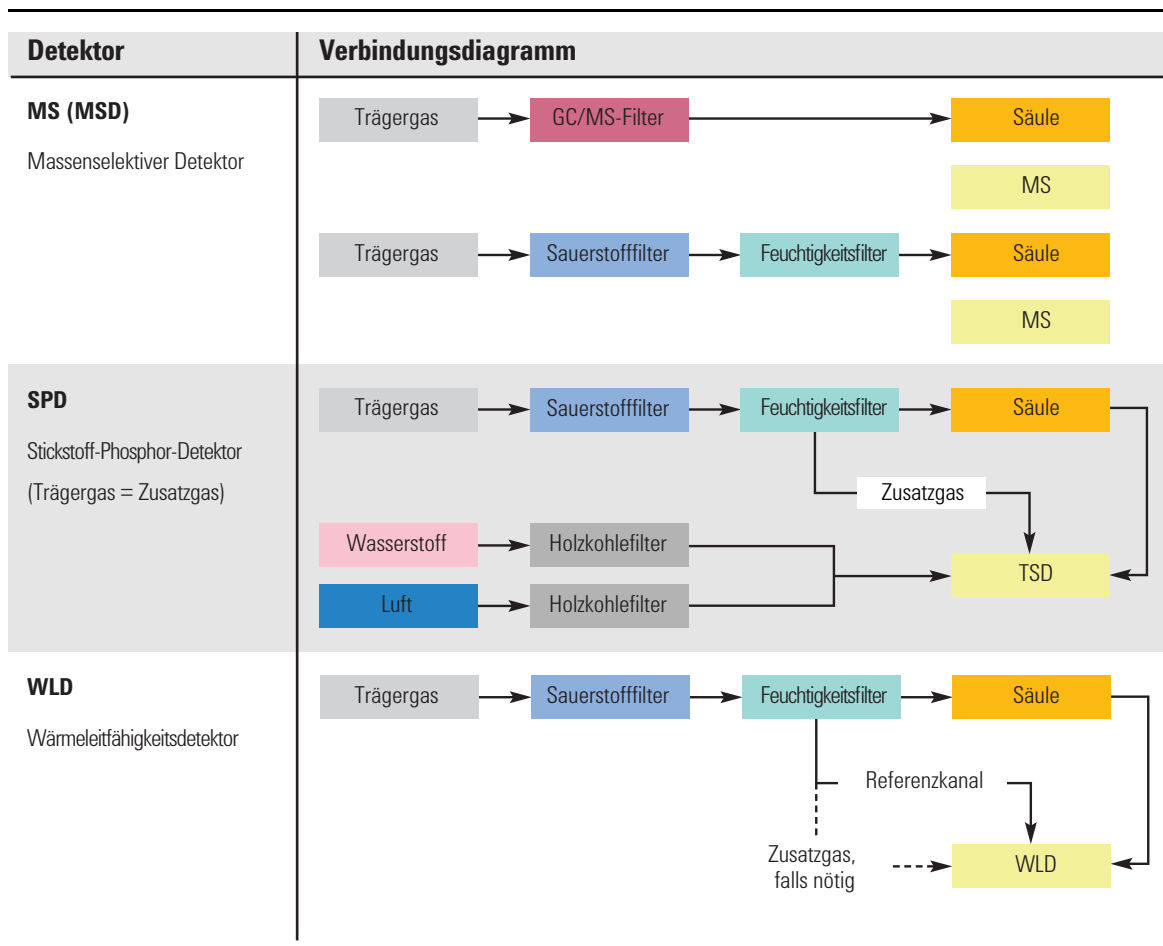 Detektor Verbindungsdiagramm
MS (MSD)
Massenselektiver Detektor
Trägergas GC/MS-Filter Säule
MS
Trägergas Sauerstofffilter Feuchtigkeitsfilter Säule
MS
SPD
Stickstoff-Phosphor-Detektor
(Trägergas = Zusatzgas)
Trägergas Sauerstofffilter Feuchtigkeitsfilter Säule
Zusatzgas
Wasserstoff Holzkohlefilter
TSD
Luft Holzkohlefilter
WLD
Wärmeleitfähigkeitsdetektor
Trägergas Sauerstofffilter Feuchtigkeitsfilter Säule
Referenzkanal
Zusatzgas,
falls nötig
WLD